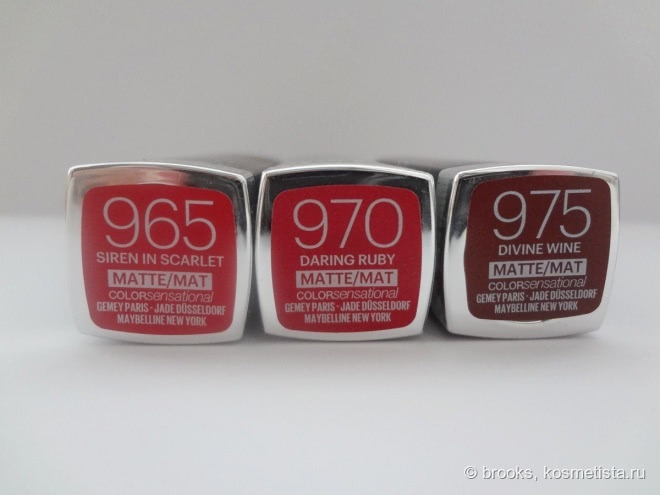 965
SIREN IN SCARLET
MATTE/MAT
COLORsensational
GEMEY PARIS · JADE DÜSSELDORF
MAYBELLINE NEW YORK
970
DARING RUBY
MATTE/MAT
COLORsensational
GEMEY PARIS · JADE DÜSSELDORF
MAYBELLINE NEW YORK
975
DIVINE WINE
MATTE/MAT
COLORsensational
GEMEY PARIS · JADE DÜSSELDORF
MAYBELLINE NEW YORK
© brooks, kosmetista.ru